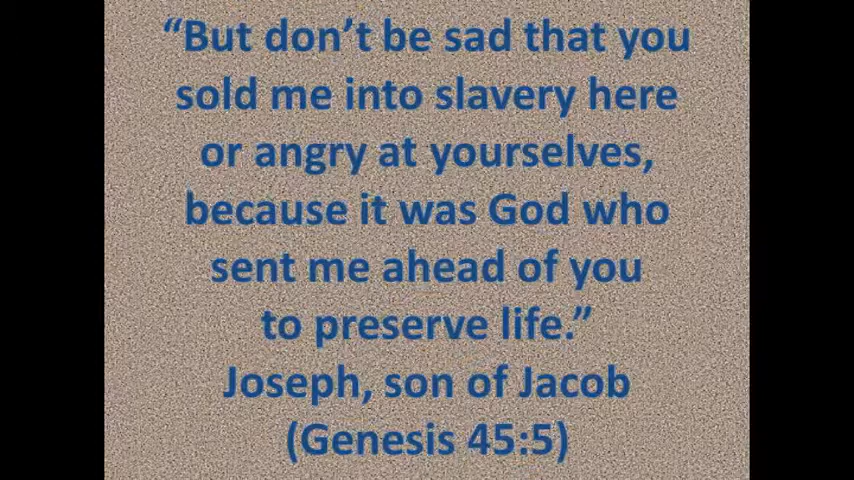 “But don’t be sad that you
sold me into slavery here
or angry at yourselves,
because it was God who
sent me ahead of you
to preserve life.”
Joseph, son of Jacob
(Genesis 45:5)